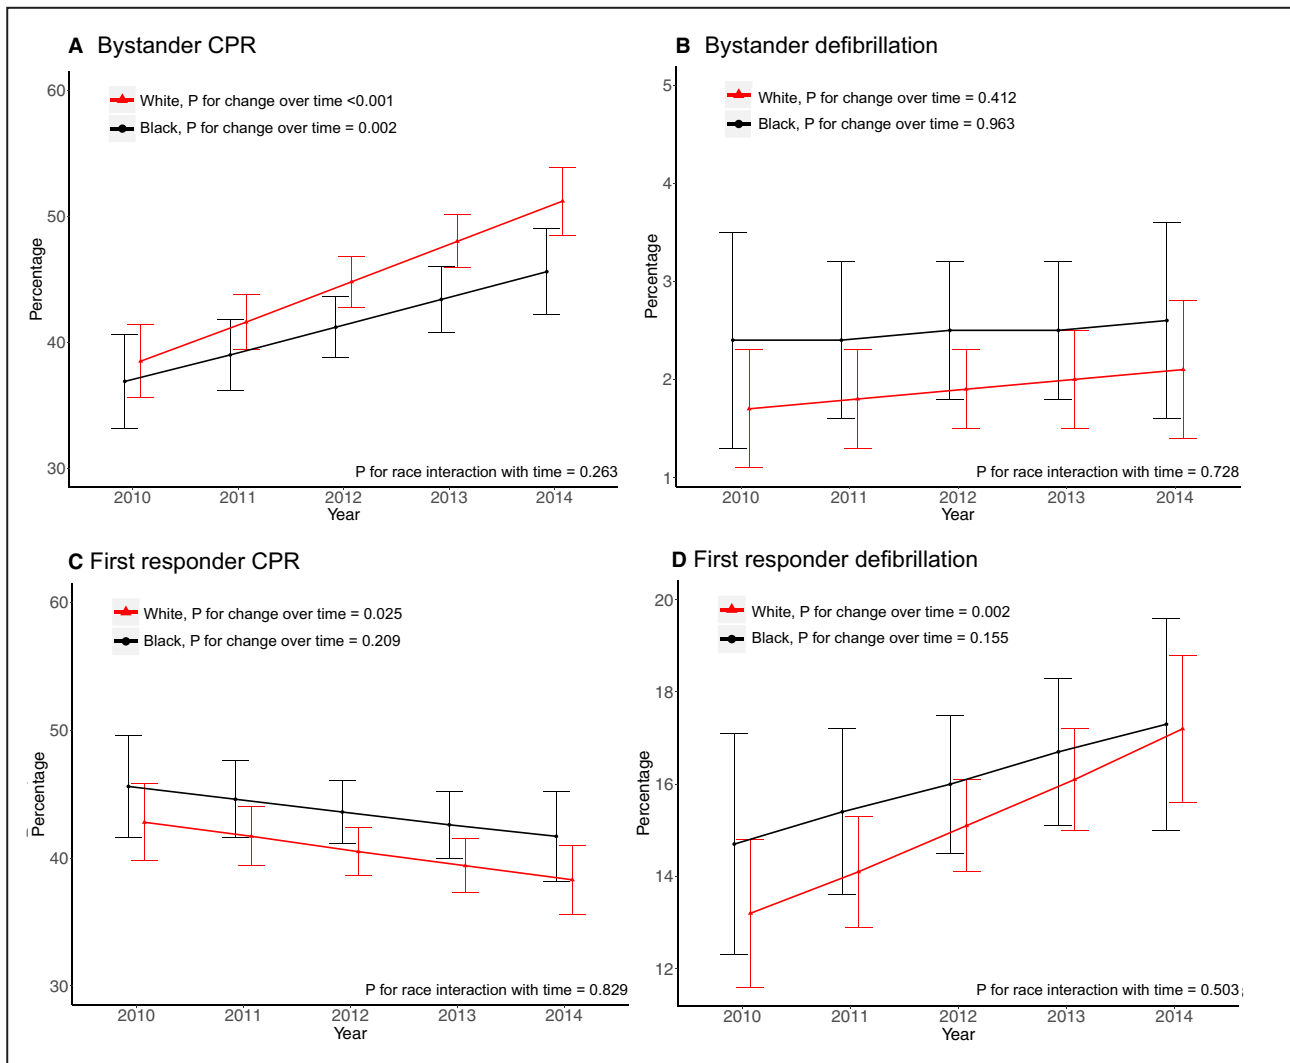 A Bystander CPR
60
50
40
30
Percentage
White, P for change over time <0.001
Black, P for change over time = 0.002
P for race interaction with time = 0.263
2010 2011 2012 2013 2014
Year
B Bystander defibrillation
5
4
3
2
1
Percentage
White, P for change over time = 0.412
Black, P for change over time = 0.963
P for race interaction with time = 0.728
2010 2011 2012 2013 2014
Year
C First responder CPR
60
50
40
30
Percentage
White, P for change over time = 0.025
Black, P for change over time = 0.209
P for race interaction with time = 0.829
2010 2011 2012 2013 2014
Year
D First responder defibrillation
20
18
16
14
12
Percentage
White, P for change over time = 0.002
Black, P for change over time = 0.155
P for race interaction with time = 0.503
2010 2011 2012 2013 2014
Year